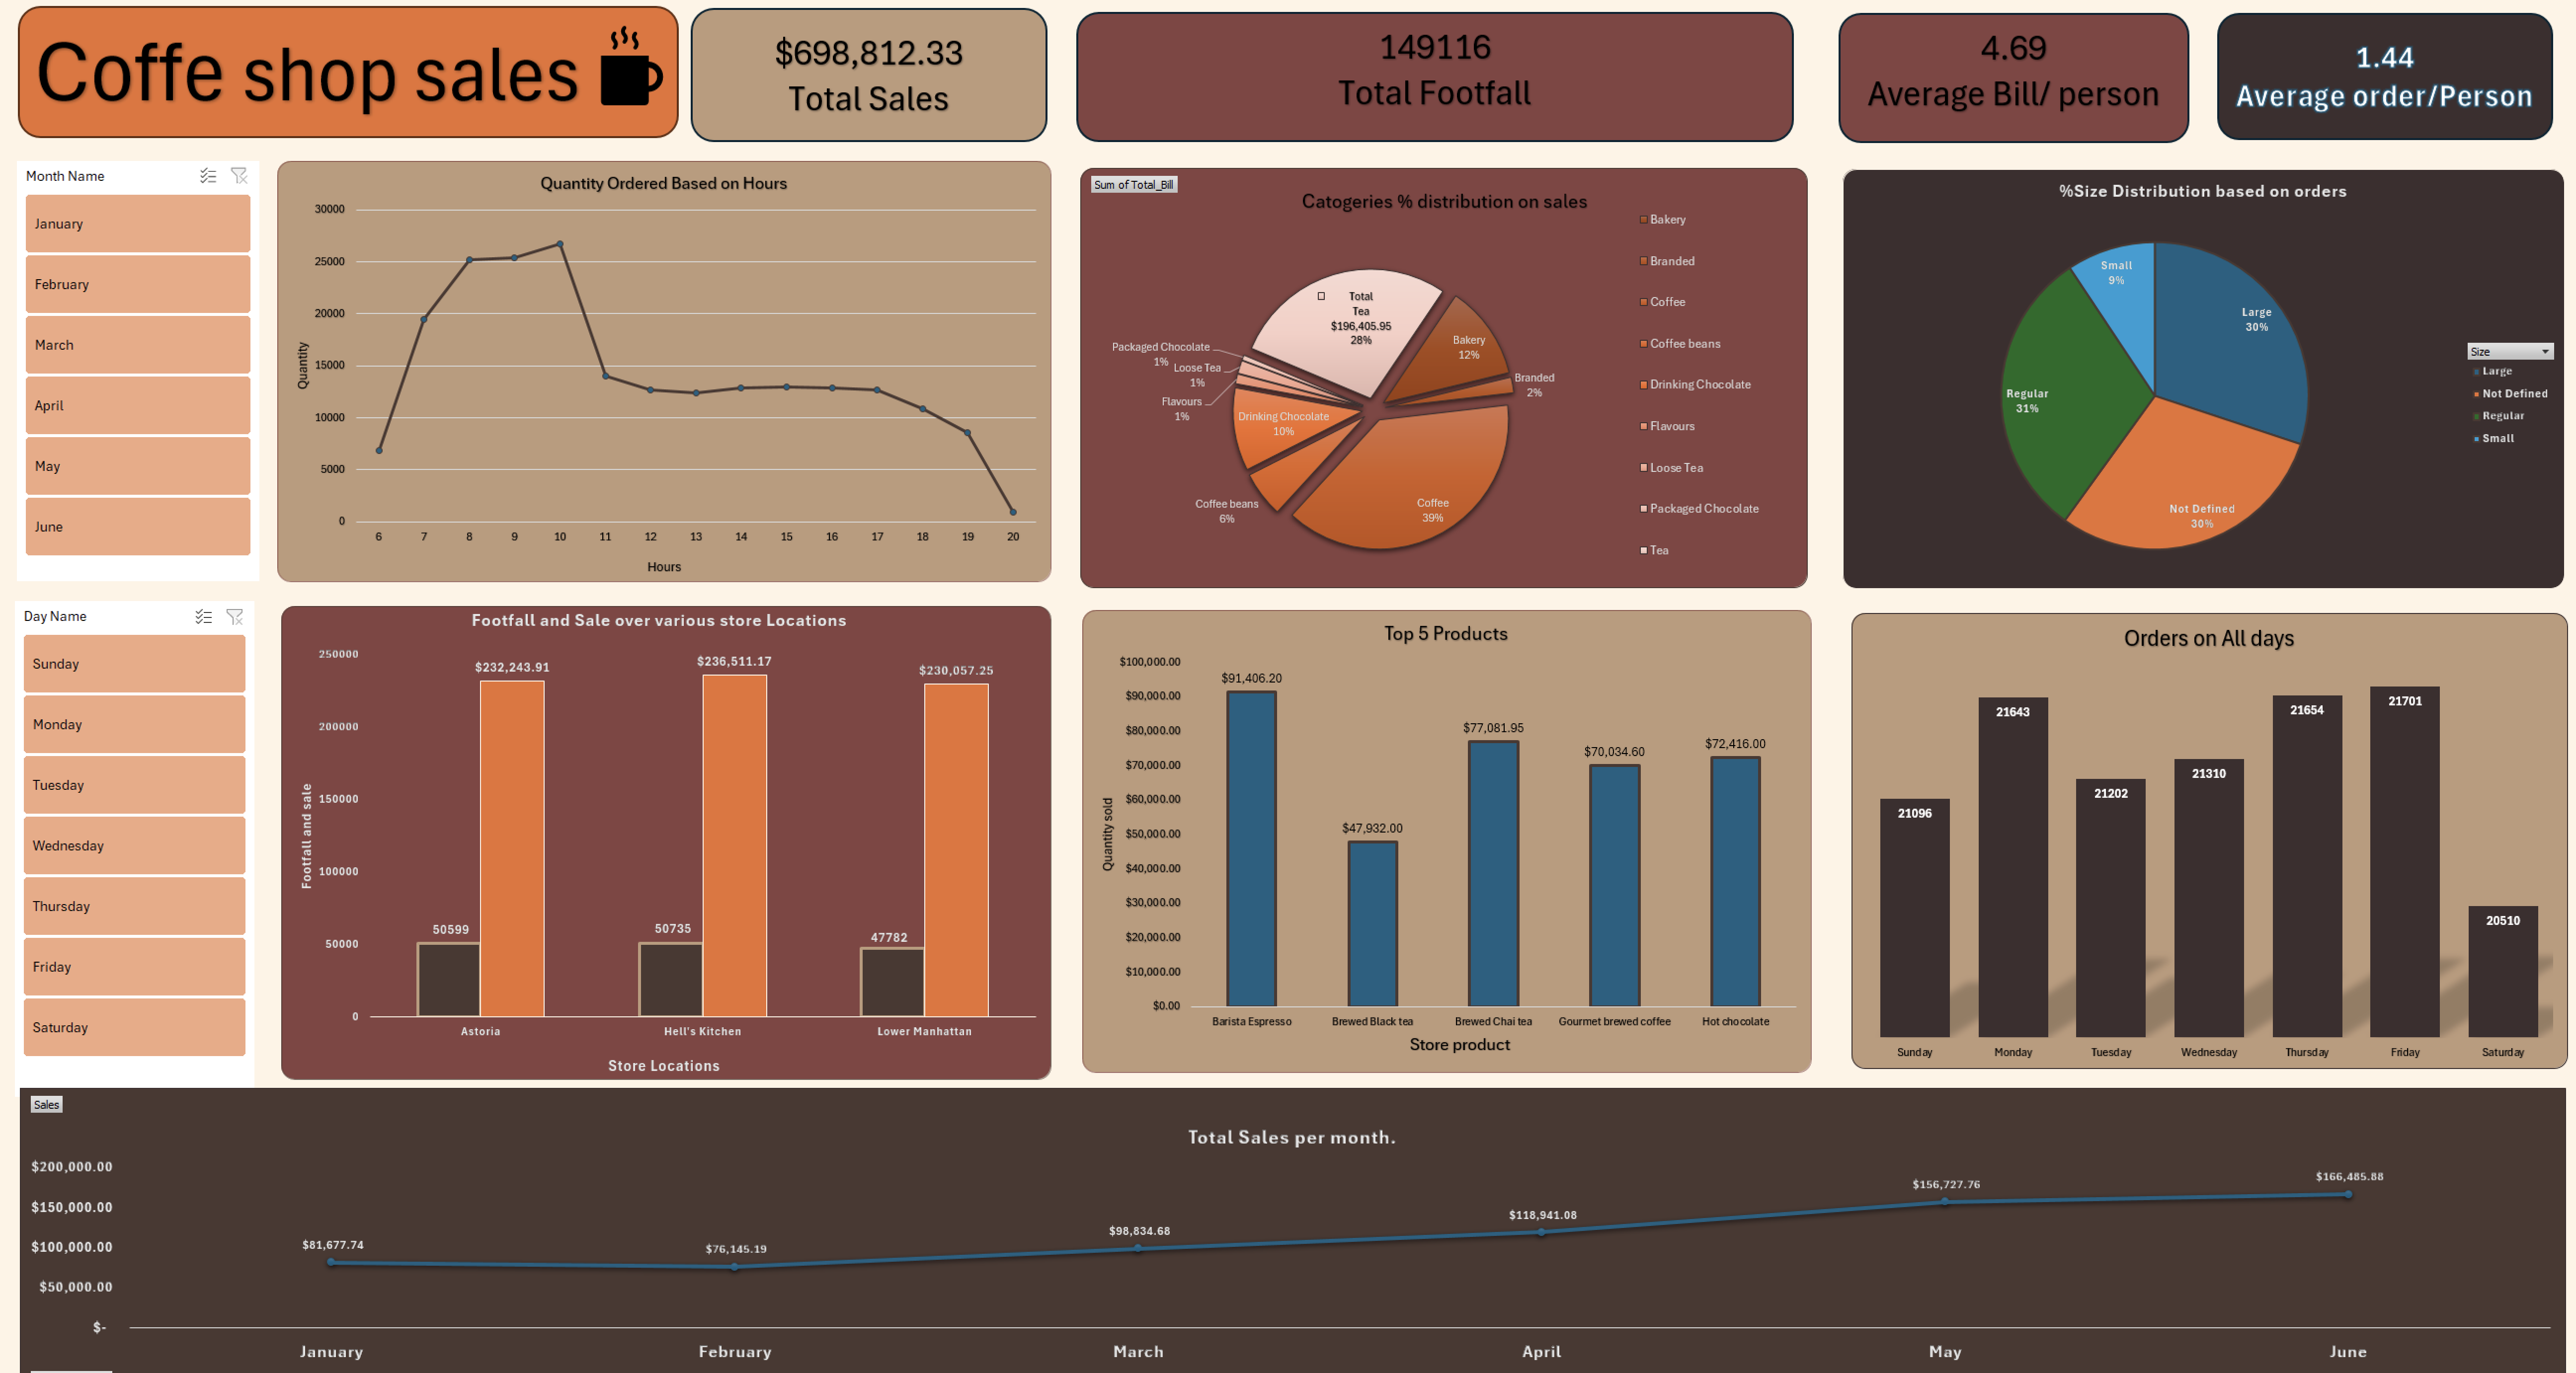 Coffe shop sales
$698,812.33
Total Sales
149116
Total Footfall
4.69
Average Bill/ person
1.44
Average order/Person
Month Name
January
February
March
April
May
June
Quantity Ordered Based on Hours
30000
25000
20000
15000
10000
5000
0
Quantity
6 7 8 9 10 11 12 13 14 15 16 17 18 19 20
Hours
Sum of Total_Bill
Catogeries % distribution on sales
Total
Tea
$196,405.95
28%
Bakery
12%
Branded
2%
Coffee
39%
Coffee beans
6%
Drinking Chocolate
10%
Flavours
1%
Loose Tea
1%
Packaged Chocolate
1%
Bakery
Branded
Coffee
Coffee beans
Drinking Chocolate
Flavours
Loose Tea
Packaged Chocolate
Tea
%Size Distribution based on orders
Small
9%
Large
30%
Regular
31%
Not Defined
30%
Size
Large
Not Defined
Regular
Small
Day Name
Sunday
Monday
Tuesday
Wednesday
Thursday
Friday
Saturday
Footfall and Sale over various store Locations
250000
200000
150000
100000
50000
0
Footfall and sale
$232,243.91
$236,511.17
$230,057.25
50599
50735
47782
Astoria
Hell's Kitchen
Lower Manhattan
Store Locations
Top 5 Products
$100,000.00
$90,000.00
$80,000.00
$70,000.00
$60,000.00
$50,000.00
$40,000.00
$30,000.00
$20,000.00
$10,000.00
$0.00
Quantity sold
$91,406.20
$47,932.00
$77,081.95
$70,034.60
$72,416.00
Barista Espresso
Brewed Black tea
Brewed Chai tea
Gourmet brewed coffee
Hot chocolate
Store product
Orders on All days
21096
21643
21202
21310
21654
21701
20510
Sunday
Monday
Tuesday
Wednesday
Thursday
Friday
Saturday
Sales
Total Sales per month.
$200,000.00
$150,000.00
$100,000.00
$50,000.00
$-
$81,677.74
$76,145.19
$98,834.68
$118,941.08
$156,727.76
$166,485.88
January
February
March
April
May
June